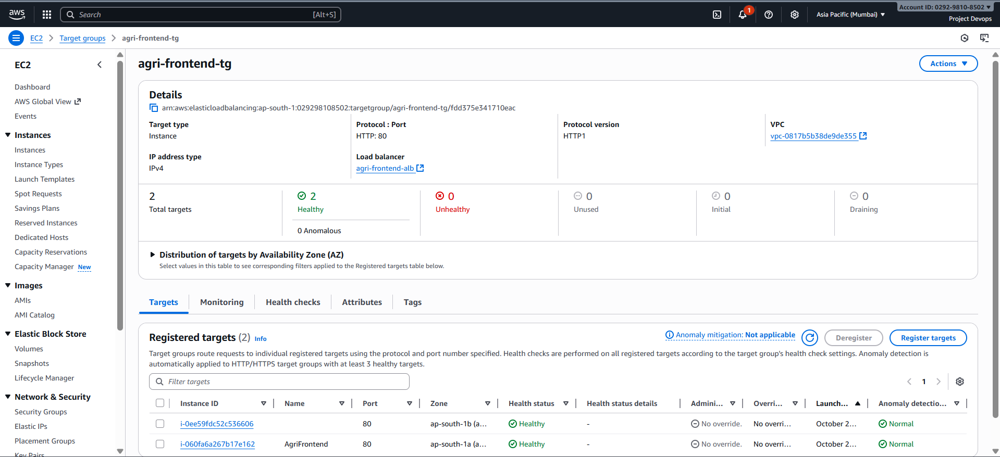 aws
Search
[Alt+S]
1
Asia Pacific (Mumbai)
Account ID: 0292-9810-8502
Project Devops
EC2
Target groups
agri-frontend-tg
EC2
Dashboard
AWS Global View
Events
Instances
Instances
Instance Types
Launch Templates
Spot Requests
Savings Plans
Reserved Instances
Dedicated Hosts
Capacity Reservations
Capacity Manager New
Images
AMIs
AMI Catalog
Elastic Block Store
Volumes
Snapshots
Lifecycle Manager
Network & Security
Security Groups
Elastic IPs
Placement Groups
Key Pairs
agri-frontend-tg
Actions
Details
arn:aws:elasticloadbalancing:ap-south-1:029298108502:targetgroup/agri-frontend-tg/fdd375e341710eac
Target type
Instance
Protocol : Port
HTTP: 80
Protocol version
HTTP1
VPC
vpc-0817b5b38de9de355
IP address type
IPv4
Load balancer
agri-frontend-alb
2
Total targets
2
Healthy
0 Anomalous
0
Unhealthy
0
Unused
0
Initial
0
Draining
Distribution of targets by Availability Zone (AZ)
Select values in this table to see corresponding filters applied to the Registered targets table below.
Targets
Monitoring
Health checks
Attributes
Tags
Registered targets (2) Info
Anomaly mitigation: Not applicable
Deregister
Register targets
Target groups route requests to individual registered targets using the protocol and port number specified. Health checks are performed on all registered targets according to the target group's health check settings. Anomaly detection is
automatically applied to HTTP/HTTPS target groups with at least 3 healthy targets.
Filter targets
1
Instance ID Name Port Zone Health status Health status details Admini... Overri... Launch... Anomaly detectio...
i-0ee59fdc52c536606 80 ap-south-1b (a... Healthy - No override. No overri... October 2... Normal
i-060fa6a267b17e162 AgriFrontend 80 ap-south-1a (a... Healthy - No override. No overri... October 2... Normal